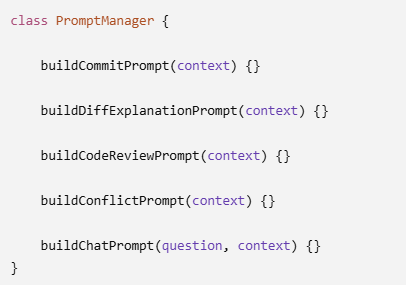 class PromptManager {
buildCommitPrompt(context) {}
buildDiffExplanationPrompt(context) {}
buildCodeReviewPrompt(context) {}
buildConflictPrompt(context) {}
buildChatPrompt(question, context) {}
}